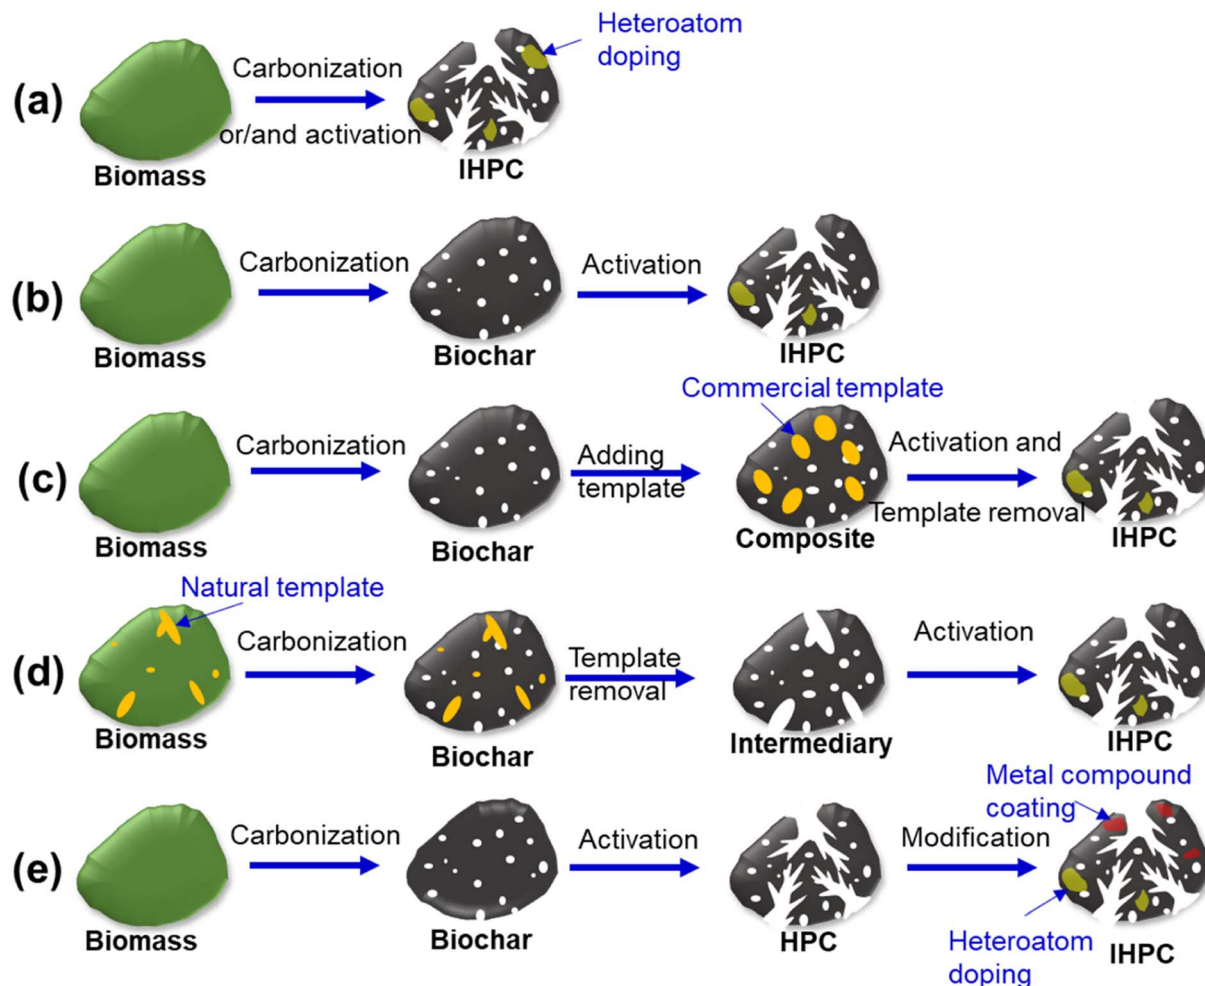 Heteroatom
doping
(a)
Carbonization
or/and activation
Biomass
IHPC
(b)
Carbonization
Activation
Biomass
Biochar
IHPC
Commercial template
(c)
Carbonization
Adding
template
Activation and
Template removal
Biomass
Biochar
Composite
IHPC
Natural template
(d)
Carbonization
Template
removal
Activation
Biomass
Biochar
Intermediary
IHPC
Metal compound
coating
(e)
Carbonization
Activation
Modification
Biomass
Biochar
HPC
Heteroatom
doping
IHPC